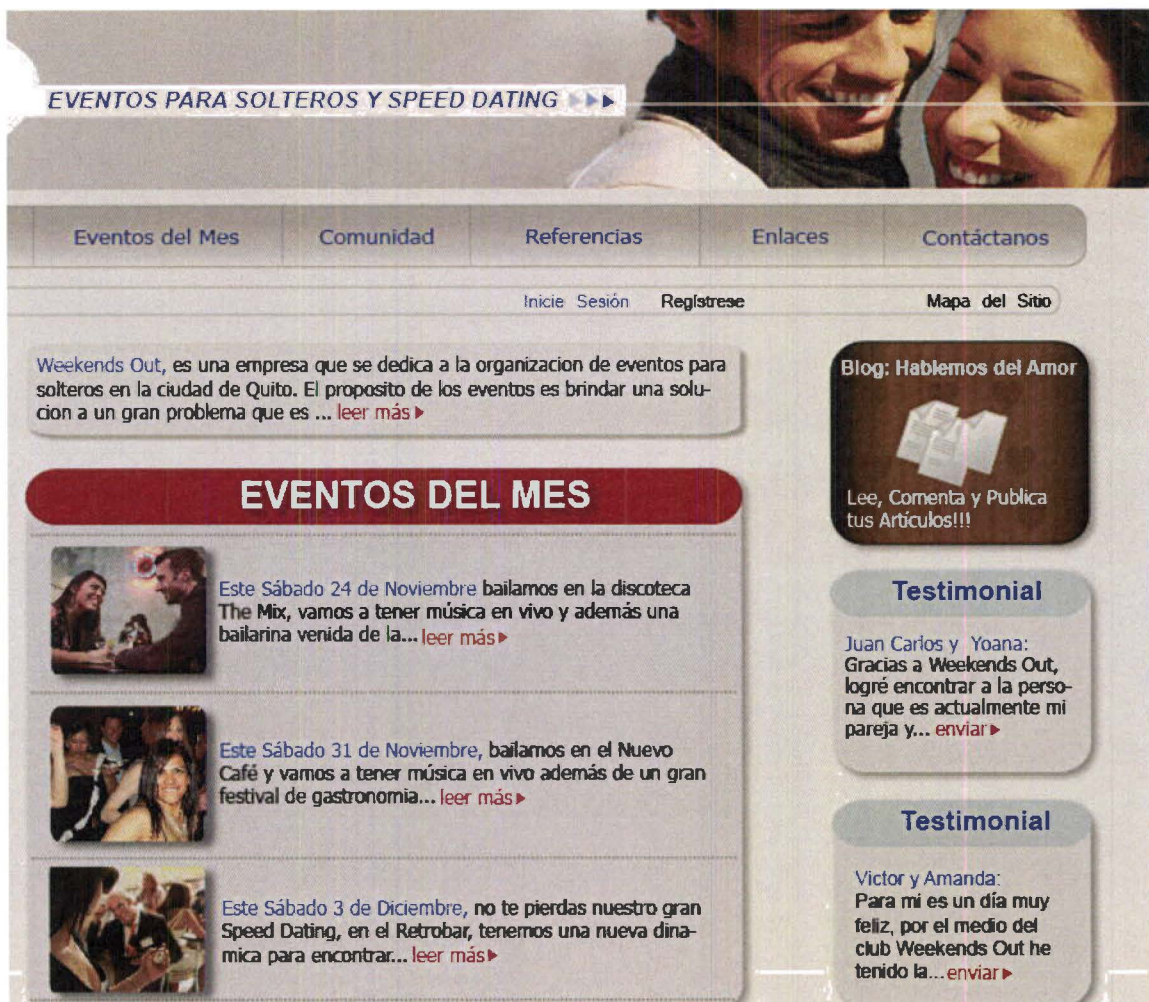 EVENTOS PARA SOLTEROS Y SPEED DATING
Eventos del Mes Comunidad Referencias Enlaces Contáctanos
Inicie Sesión Regístrese Mapa del Sitio
Weekends Out, es una empresa que se dedica a la organizacion de eventos para
solteros en la ciudad de Quito. El proposito de los eventos es brindar una solu-
cion a un gran problema que es ... leer más
EVENTOS DEL MES
Este Sábado 24 de Noviembre bailamos en la discoteca
The Mix, vamos a tener música en vivo y además una
bailarina venida de la... leer más
Este Sábado 31 de Noviembre, bailamos en el Nuevo
Café y vamos a tener música en vivo además de un gran
festival de gastronomia... leer más
Este Sábado 3 de Diciembre, no te pierdas nuestro gran
Speed Dating, en el Retrobar, tenemos una nueva dina-
mica para encontrar... leer más
Blog: Hablemos del Amor
Lee, Comenta y Publica
tus Artículos!!!
Testimonial
Juan Carlos y Yoana:
Gracias a Weekends Out,
logré encontrar a la perso-
na que es actualmente mi
pareja y... enviar
Testimonial
Victor y Amanda:
Para mi es un día muy
feliz, por el medio del
club Weekends Out he
tenido la... enviar